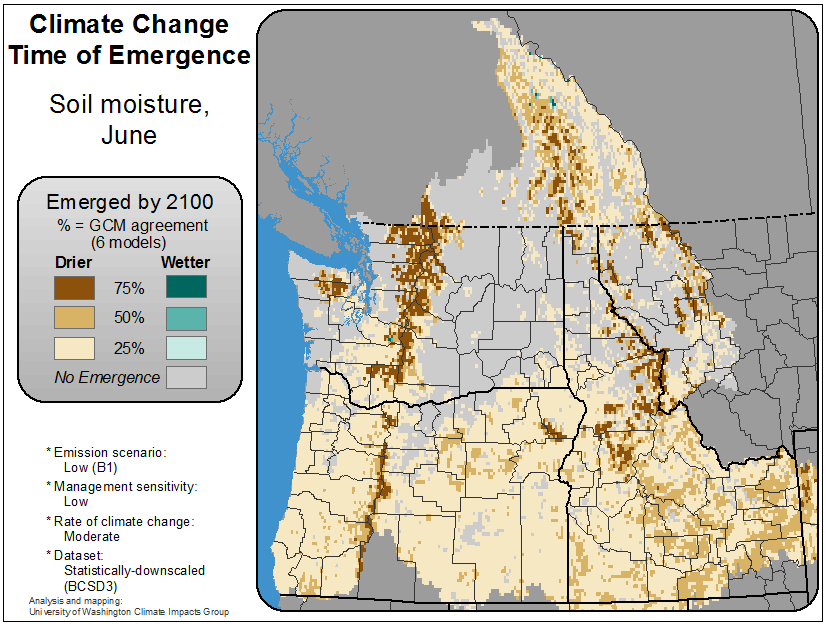 Climate Change
Time of Emergence
Soil moisture,
June
Emerged by 2100
% = GCM agreement
(6 models)
Drier Wetter
75%
50%
25%
No Emergence
* Emission scenario:
Low (B1)
* Management sensitivity:
Low
* Rate of climate change:
Moderate
* Dataset:
Statistically-downscaled
(BCSD3)
Analysis and mapping:
University of Washington Climate Impacts Group